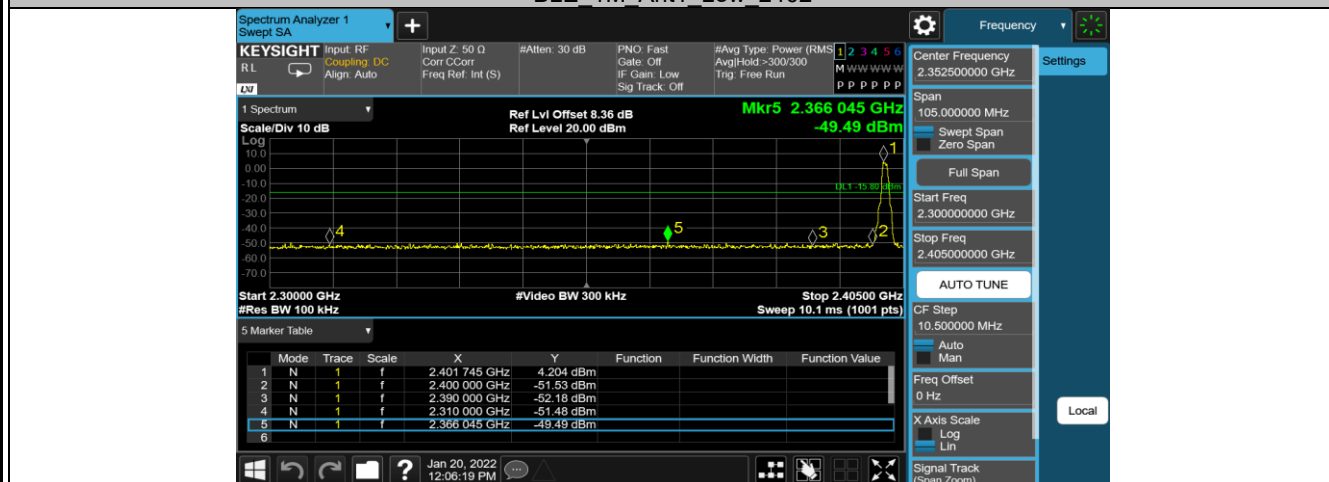 BLE_1M_Ant1_Low_2402
Spectrum Analyzer 1
Swept SA
Frequency
KEYSIGHT
RL
LXI
Input: RF
Coupling: DC
Align: Auto
Input Z: 50 Ω
Corr CCorr
Freq Ref: Int (S)
#Atten: 30 dB
PNO: Fast
Gate: Off
IF Gain: Low
Sig Track: Off
#Avg Type: Power (RMS
Avg|Hold:>300/300
Trig: Free Run
1 2 3 4 5 6
M W W W W W
P P P P P P
1 Spectrum
Scale/Div 10 dB
Ref Lvl Offset 8.36 dB
Ref Level 20.00 dBm
Mkr5 2.366 045 GHz
-49.49 dBm
Log
10.0
0.00
-10.0
-20.0
-30.0
-40.0
-50.0
-60.0
-70.0
DL1 -15.80 dBm
1
2
3
4
5
Start 2.30000 GHz
#Res BW 100 kHz
#Video BW 300 kHz
Stop 2.40500 GHz
Sweep 10.1 ms (1001 pts)
5 Marker Table
Mode Trace Scale X Y Function Function Width Function Value
1 N 1 f 2.401 745 GHz 4.204 dBm
2 N 1 f 2.400 000 GHz -51.53 dBm
3 N 1 f 2.390 000 GHz -52.18 dBm
4 N 1 f 2.310 000 GHz -51.48 dBm
5 N 1 f 2.366 045 GHz -49.49 dBm
6
Jan 20, 2022
12:06:19 PM
Center Frequency
2.352500000 GHz
Span
105.000000 MHz
Swept Span
Zero Span
Full Span
Start Freq
2.300000000 GHz
Stop Freq
2.405000000 GHz
AUTO TUNE
CF Step
10.500000 MHz
Auto
Man
Freq Offset
0 Hz
X Axis Scale
Log
Lin
Signal Track
(Span Zoom)
Settings
Local